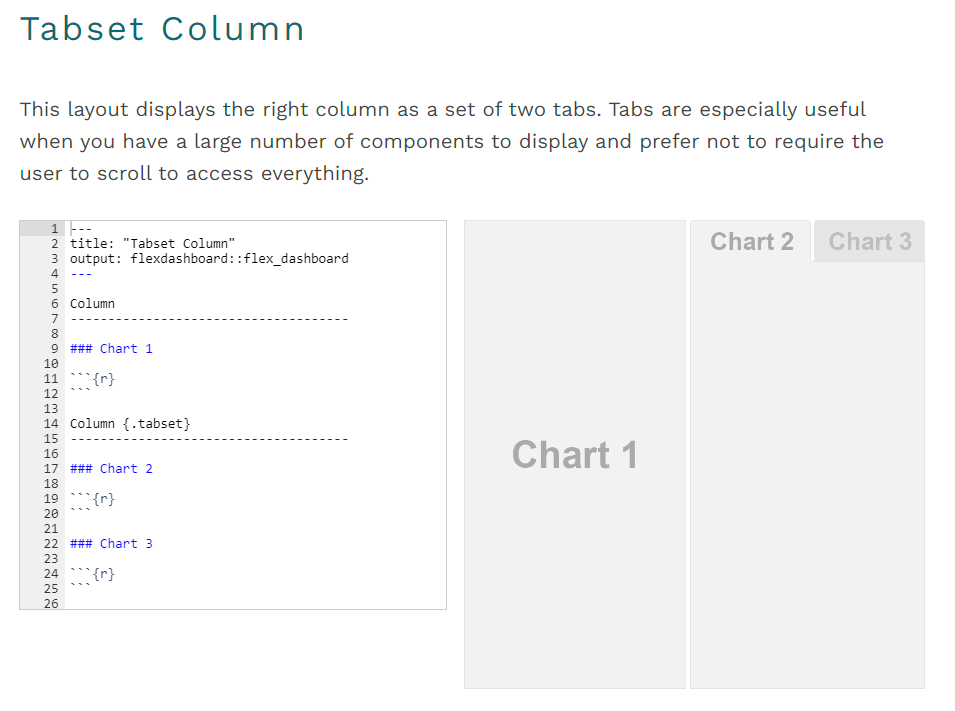 Tabset Column
This layout displays the right column as a set of two tabs. Tabs are especially useful
when you have a large number of components to display and prefer not to require the
user to scroll to access everything.
1 ---
2 title: "Tabset Column"
3 output: flexdashboard::flex_dashboard
4 ---
5
6 Column
7 -------------------------------------
8
9 ### Chart 1
10
11 ```{r}
12 ```
13
14 Column {.tabset}
15 -------------------------------------
16
17 ### Chart 2
18
19 ```{r}
20 ```
21
22 ### Chart 3
23
24 ```{r}
25 ```
26
Chart 1
Chart 2 Chart 3